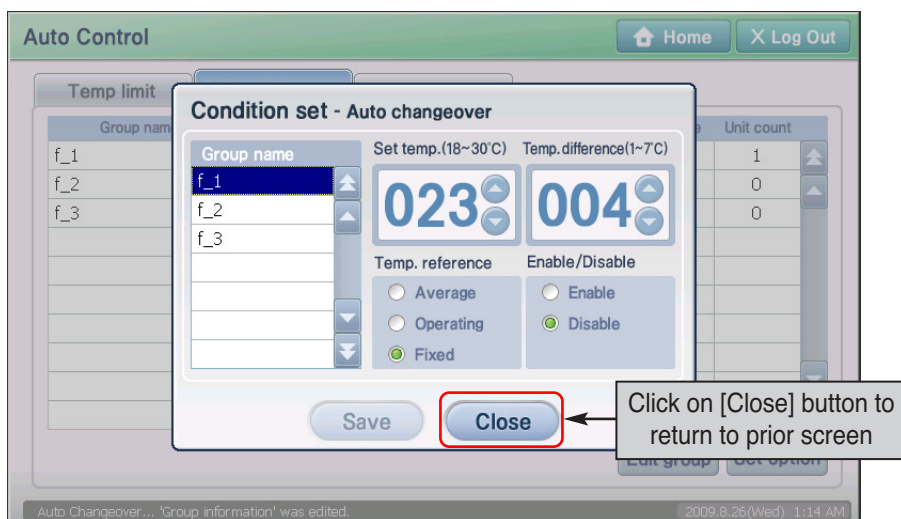 Auto Control
Home
X Log Out
Temp limit
Group nam
Unit count
f_1
1
f_2
0
f_3
0
Condition set - Auto changeover
Group name
f_1
f_2
f_3
Set temp.(18~30°C)
Temp. difference(1~7°C)
023
004
Temp. reference
Enable/Disable
Average
Operating
Fixed
Enable
Disable
Save
Close
Click on [Close] button to
return to prior screen
Edit group
Set option
Auto Changeover... 'Group information' was edited.
2009.8.26(Wed) 1:14 AM